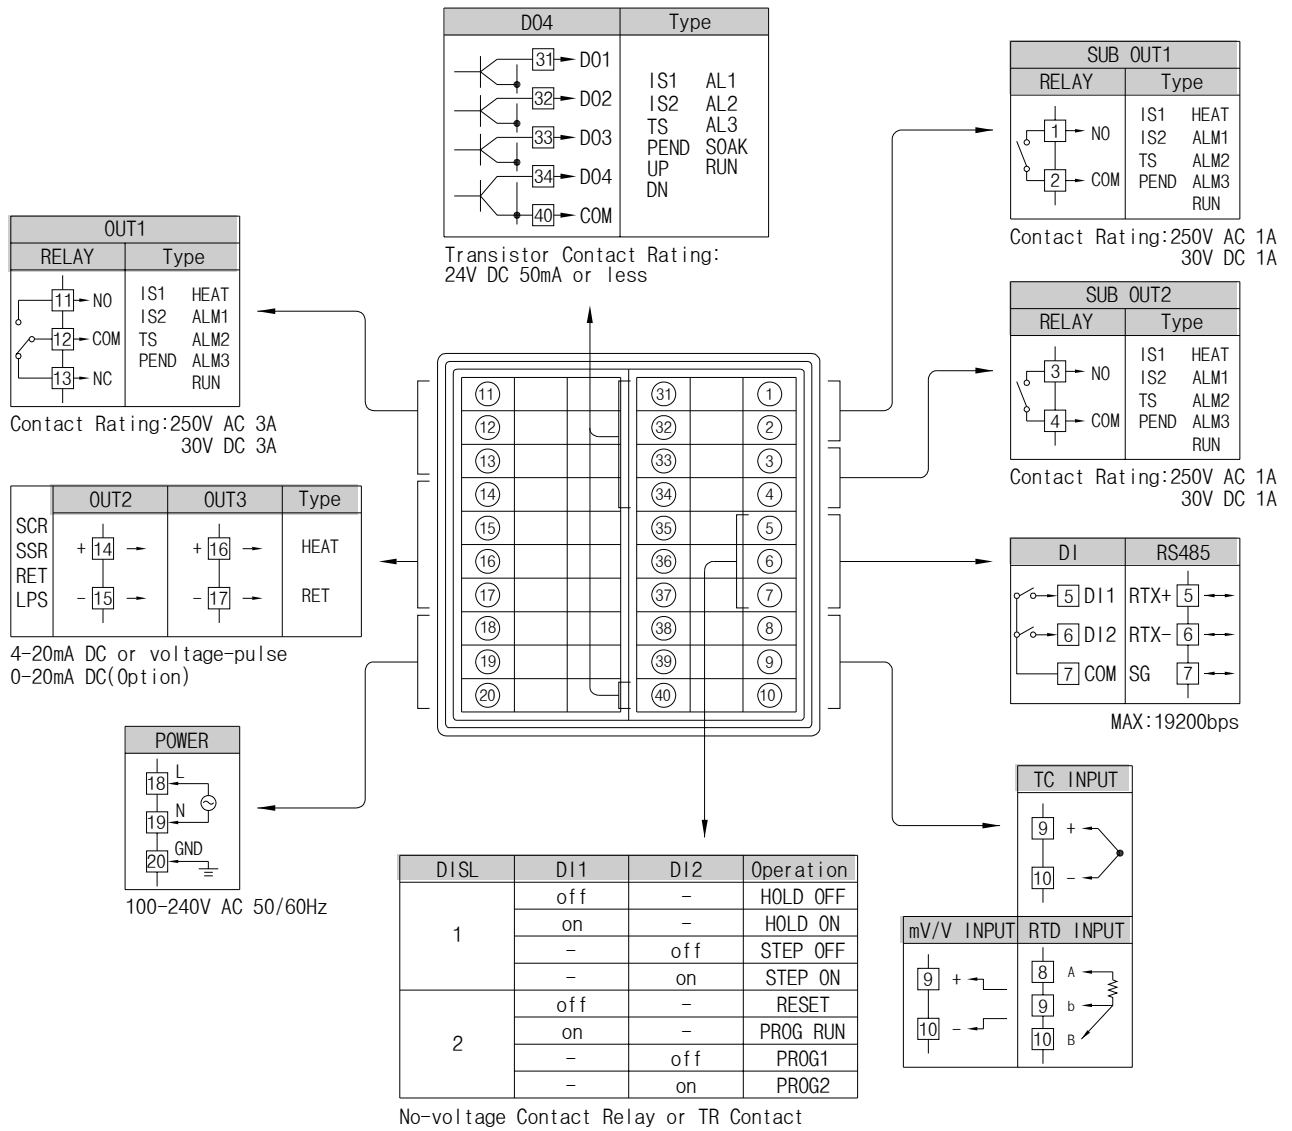 DO4 Type
31 DO1
32 DO2
33 DO3
34 DO4
40 COM
IS1 AL1
IS2 AL2
TS AL3
PEND SOAK
UP RUN
DN
Transistor Contact Rating:
24V DC 50mA or less
SUB OUT1
RELAY Type
1 NO
2 COM
IS1 HEAT
IS2 ALM1
TS ALM2
PEND ALM3
RUN
Contact Rating:250V AC 1A
30V DC 1A
OUT1
RELAY Type
11 NO
12 COM
13 NC
IS1 HEAT
IS2 ALM1
TS ALM2
PEND ALM3
RUN
Contact Rating:250V AC 3A
30V DC 3A
SUB OUT2
RELAY Type
3 NO
4 COM
IS1 HEAT
IS2 ALM1
TS ALM2
PEND ALM3
RUN
Contact Rating:250V AC 1A
30V DC 1A
11 31 1
12 32 2
13 33 3
14 34 4
15 35 5
16 36 6
17 37 7
18 38 8
19 39 9
20 40 10
OUT2 OUT3 Type
SCR
SSR
RET
LPS
+ 14 + 16 HEAT
- 15 - 17 RET
4-20mA DC or voltage-pulse
0-20mA DC(Option)
DI RS485
5 DI1 RTX+ 5
6 DI2 RTX- 6
7 COM SG 7
MAX:19200bps
POWER
18 L
19 N
20 GND
100-240V AC 50/60Hz
TC INPUT
9 +
10 -
mV/V INPUT RTD INPUT
9 +
10 -
8 A
9 b
10 B
DISL DI1 DI2 Operation
1
off - HOLD OFF
on - HOLD ON
- off STEP OFF
- on STEP ON
2
off - RESET
on - PROG RUN
- off PROG1
- on PROG2
No-voltage Contact Relay or TR Contact